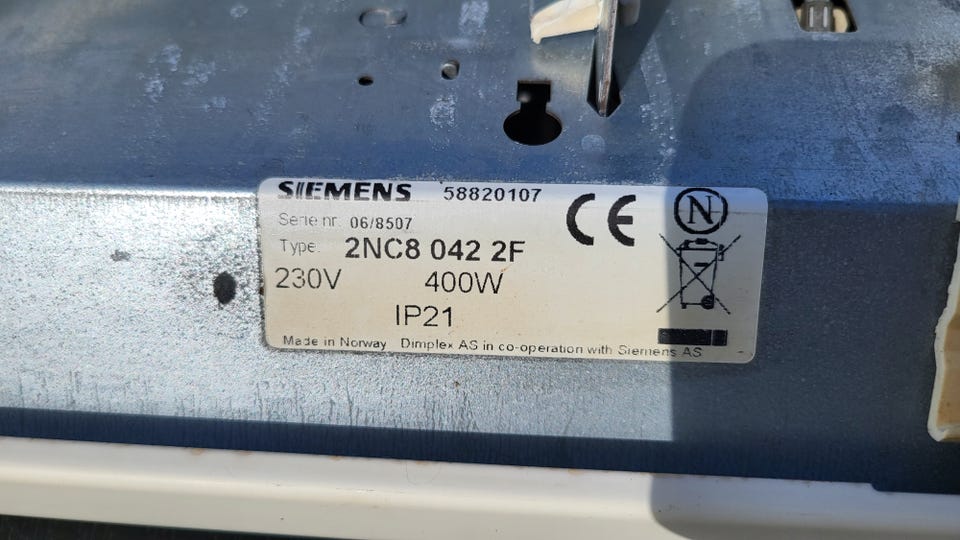 SIEMENS 58820107
Serie nr. 06/8507
Type: 2NC8 042 2F
230V 400W
IP21
Made in Norway Dimplex AS in co-operation with Siemens AS
CE
N